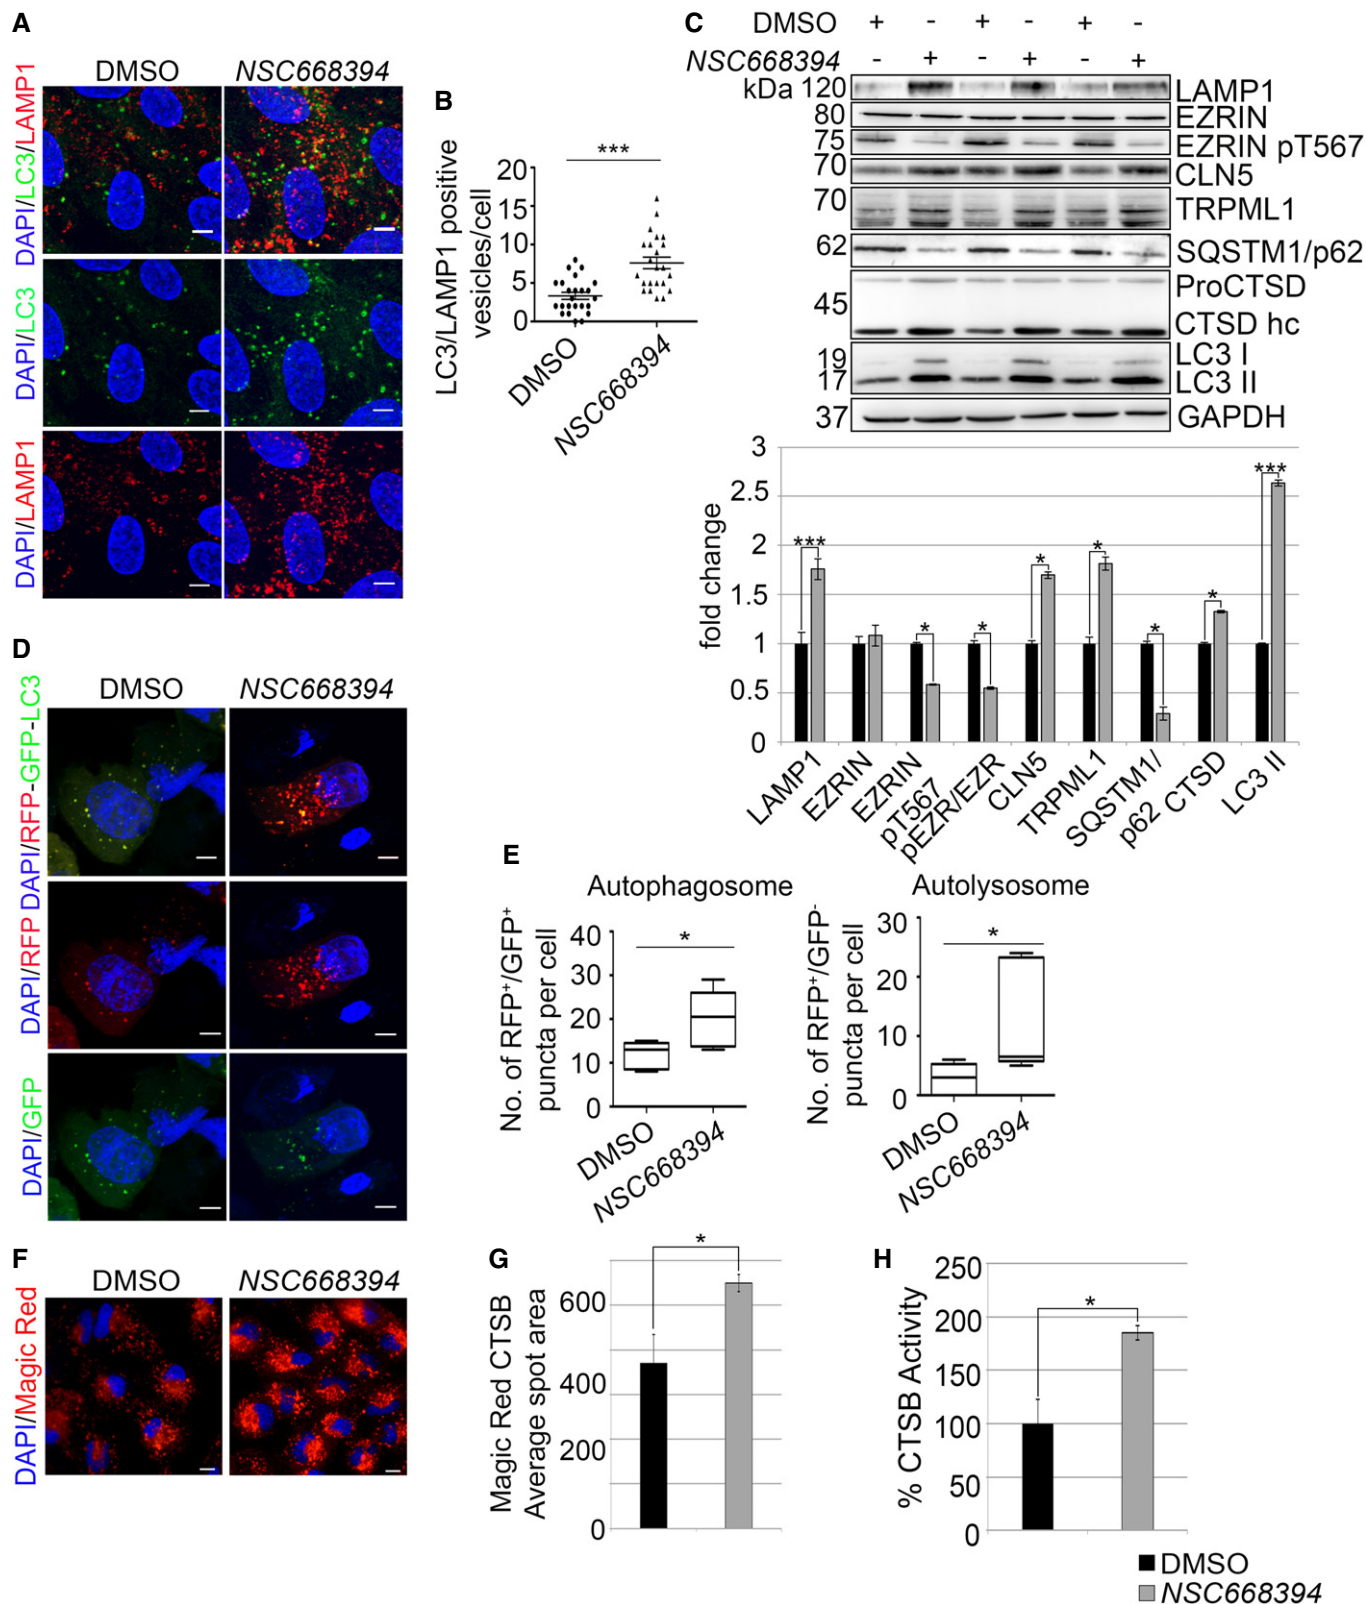 A
DMSO NSC668394
DAPI/LC3/LAMP1
DAPI/LC3
DAPI/LAMP1
B
LC3/LAMP1 positive
vesicles/cell
***
20
15
10
5
0
DMSO
NSC668394
C
DMSO + - + - + -
NSC668394 - + - + - +
kDa 120 LAMP1
80 EZRIN
75 EZRIN pT567
70 CLN5
70 TRPML1
62 SQSTM1/p62
ProCTSD
45
CTSD hc
19 LC3 I
17 LC3 II
37 GAPDH
fold change
3
2.5
2
1.5
1
0.5
0
*** * * * * * ***
LAMP1
EZRIN
EZRIN
pT567
pEZR/EZR
CLN5
TRPML1
SQSTM1/
p62
CTSD
LC3 II
D
DMSO NSC668394
DAPI/RFP-GFP-LC3
DAPI/RFP
DAPI/GFP
E
Autophagosome
No. of RFP+/GFP+
puncta per cell
40
30
20
10
0
*
DMSO
NSC668394
Autolysosome
No. of RFP+/GFP-
puncta per cell
30
20
10
0
*
DMSO
NSC668394
F
DMSO NSC668394
DAPI/Magic Red
G
Magic Red CTSB
Average spot area
600
400
200
0
*
H
% CTSB Activity
250
200
150
100
50
0
*
DMSO
NSC668394